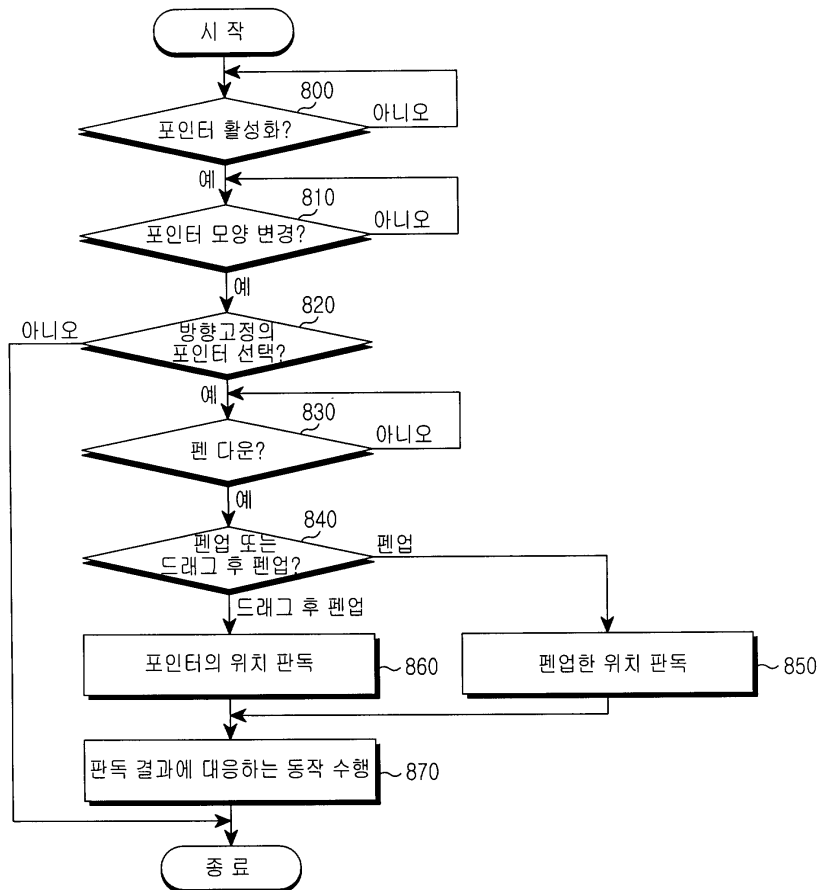 시 작
800
포인터 활성화?
아니오
예
810
포인터 모양 변경?
아니오
예
820
아니오
방향고정의
포인터 선택?
예
830
펜 다운?
아니오
예
840
펜업 또는
드래그 후 펜업?
펜업
드래그 후 펜업
포인터의 위치 판독
860
펜업한 위치 판독
850
판독 결과에 대응하는 동작 수행
870
종 료